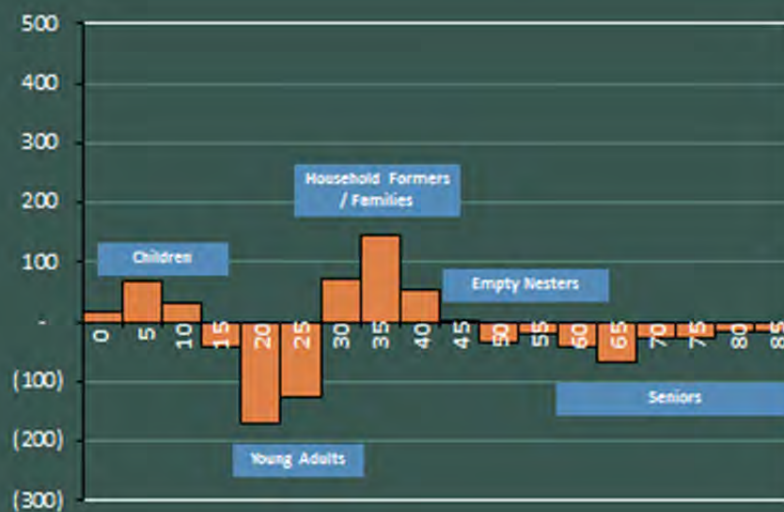 500
400
300
200
100
-
(100)
(200)
(300)
Children
Household Formers
/ Families
Empty Nesters
0 5 10 15 20 25 30 35 40 45 50 55 60 65 70 75 80 85
Seniors
Young Adults